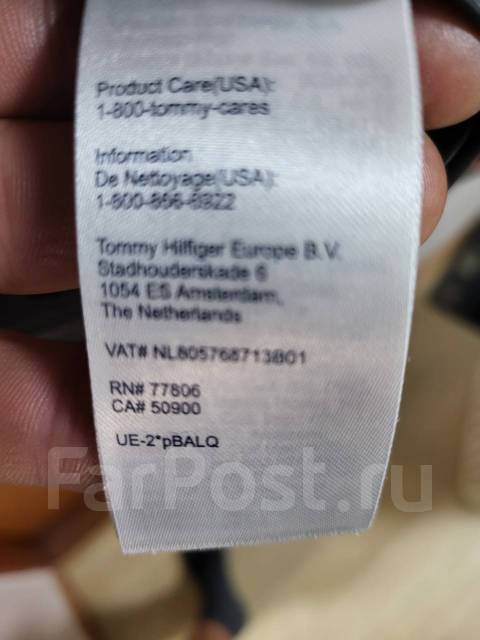 Product Care(USA):
1-800-tommy-cares
Information
De Nettoyage(USA):
1-800-866-6922
Tommy Hilfiger Europe B.V.
Stadhouderskade 6
1054 ES Amsterdam,
The Netherlands
VAT# NL805768713B01
RN# 77806
CA# 50900
UE-2*pBALQ
FarPost.ru